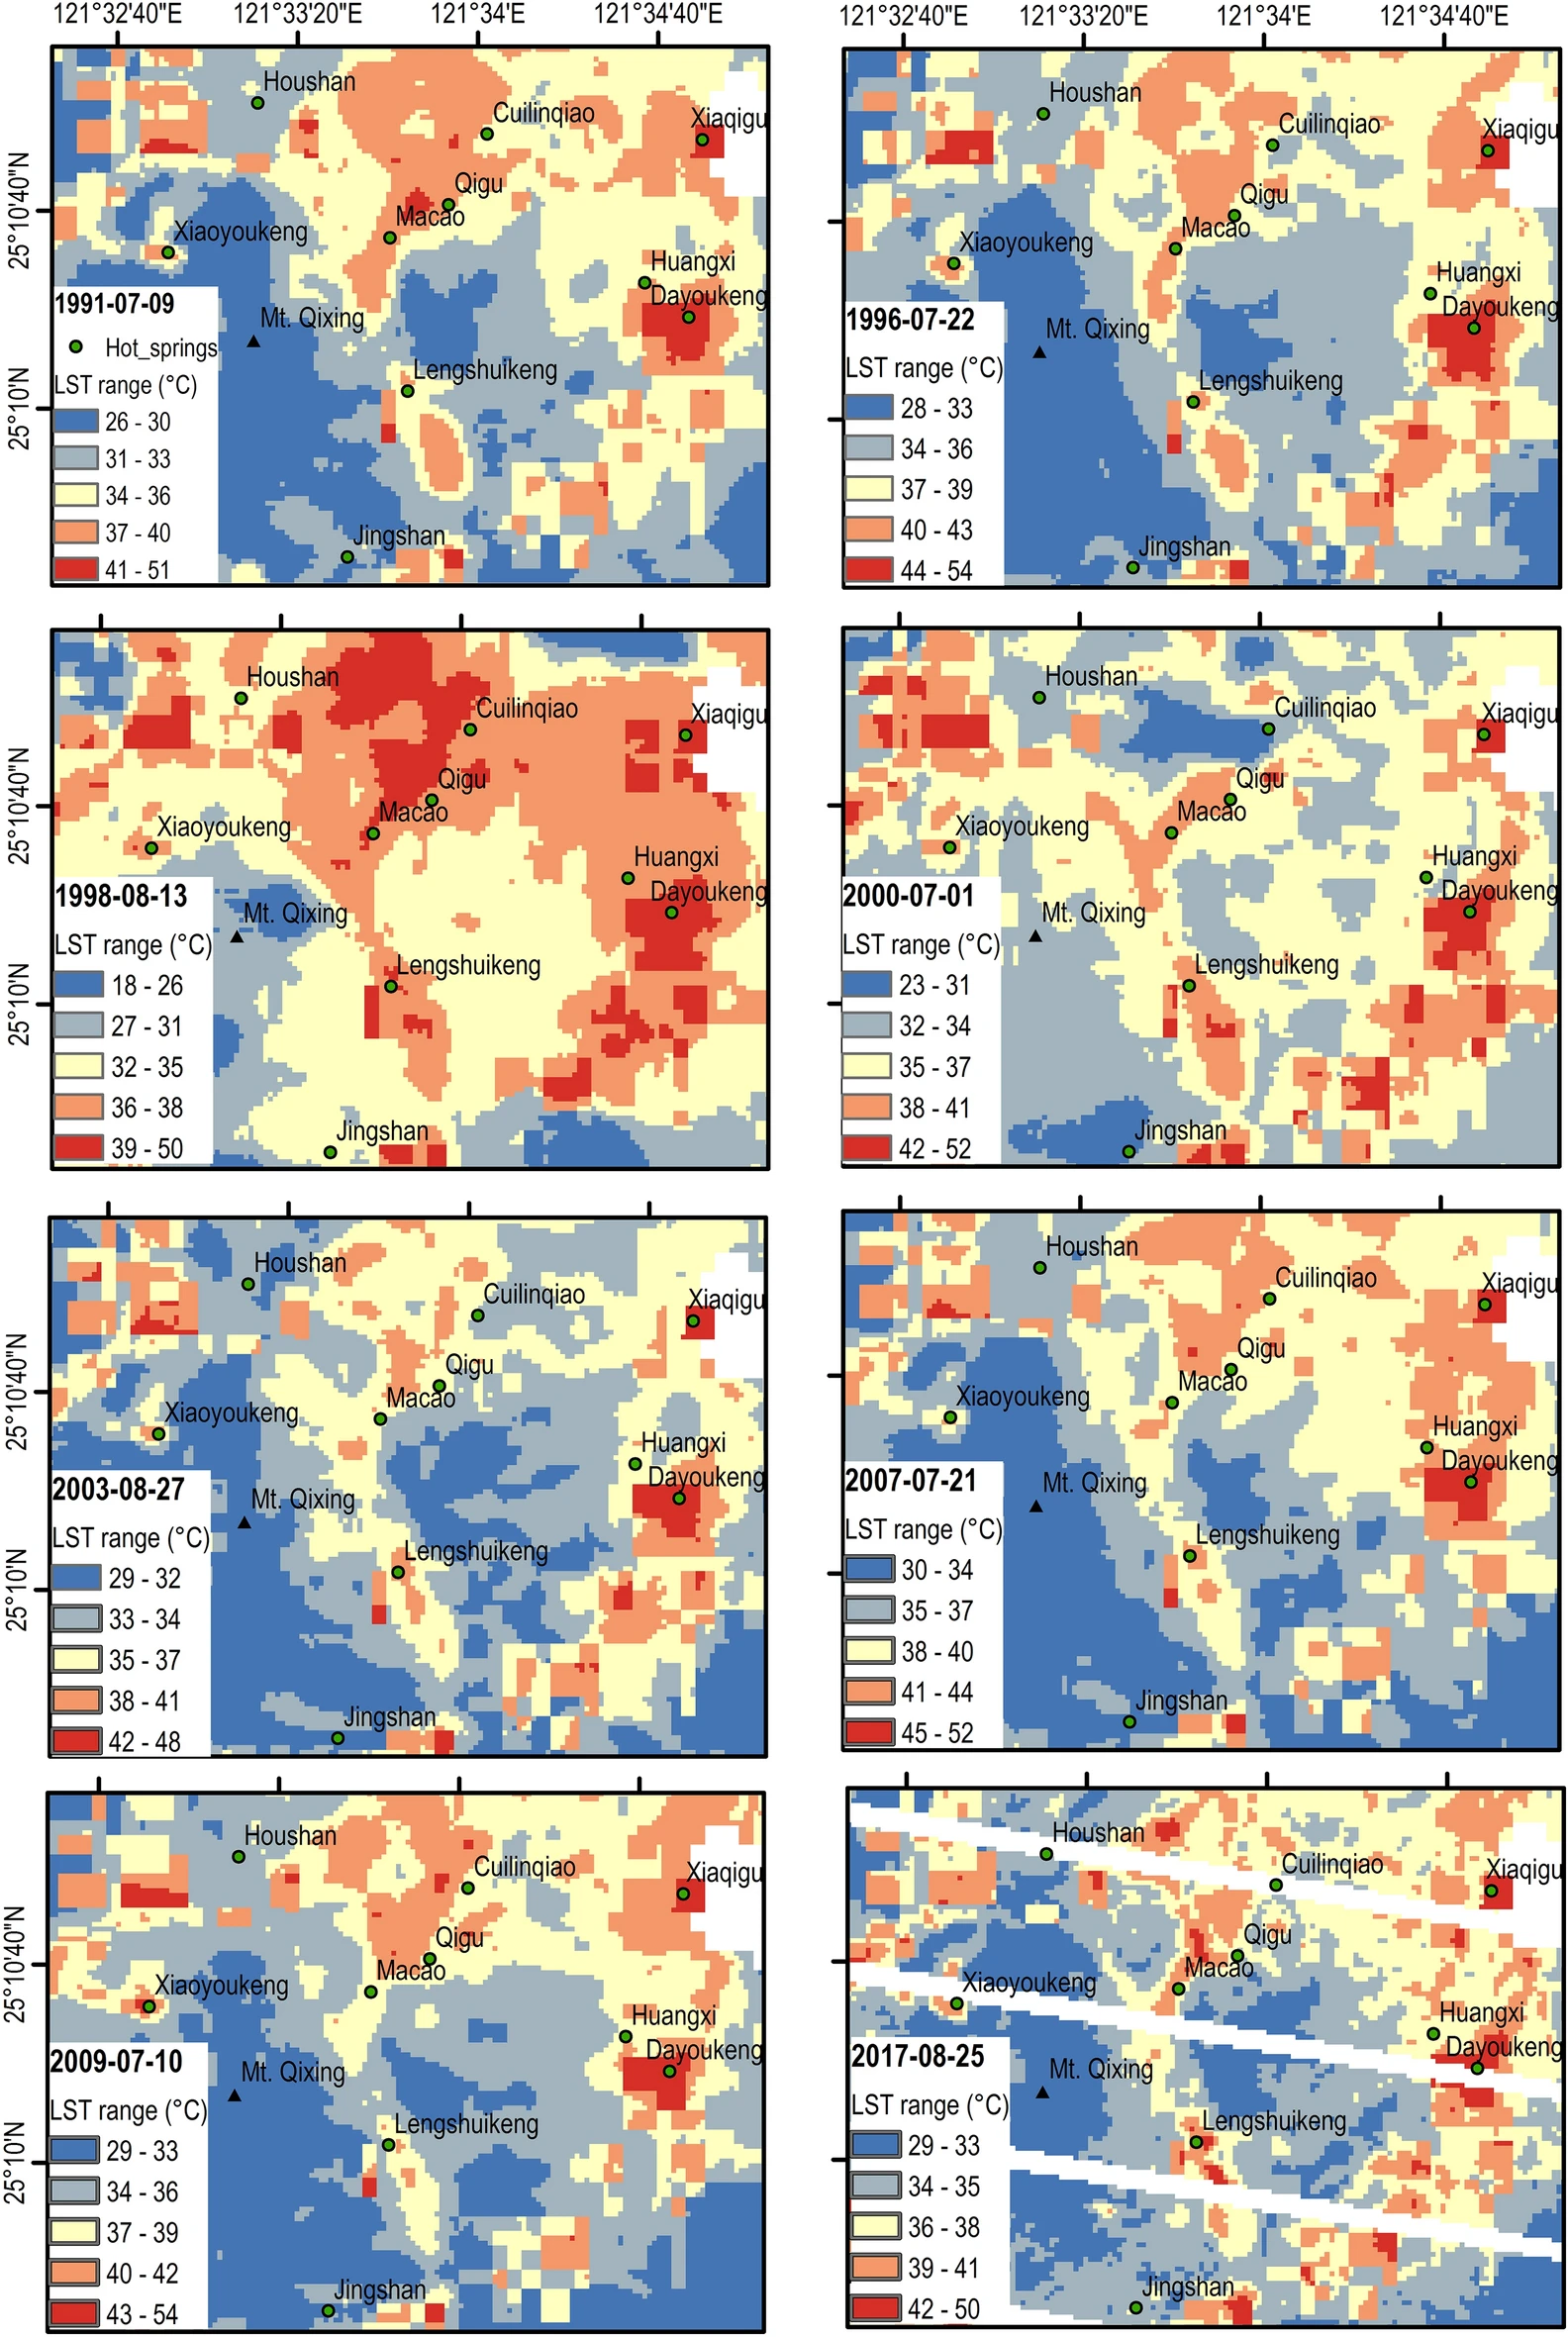 121°32'40"E 121°33'20"E 121°34'E 121°34'40"E
121°32'40"E 121°33'20"E 121°34'E 121°34'40"E
25°10'40"N
25°10'N
Houshan
Cuilinqiao
Xiaqigu
Qigu
Macao
Xiaoyoukeng
Huangxi
Dayoukeng
Mt. Qixing
Lengshuikeng
Jingshan
1991-07-09
Hot_springs
LST range (°C)
26 - 30
31 - 33
34 - 36
37 - 40
41 - 51
Houshan
Cuilinqiao
Xiaqigu
Qigu
Macao
Xiaoyoukeng
Huangxi
Dayoukeng
Mt. Qixing
Lengshuikeng
Jingshan
1996-07-22
LST range (°C)
28 - 33
34 - 36
37 - 39
40 - 43
44 - 54
25°10'40"N
25°10'N
Houshan
Cuilinqiao
Xiaqigu
Qigu
Macao
Xiaoyoukeng
Huangxi
Dayoukeng
Mt. Qixing
Lengshuikeng
Jingshan
1998-08-13
LST range (°C)
18 - 26
27 - 31
32 - 35
36 - 38
39 - 50
Houshan
Cuilinqiao
Xiaqigu
Qigu
Macao
Xiaoyoukeng
Huangxi
Dayoukeng
Mt. Qixing
Lengshuikeng
Jingshan
2000-07-01
LST range (°C)
23 - 31
32 - 34
35 - 37
38 - 41
42 - 52
25°10'40"N
25°10'N
Houshan
Cuilinqiao
Xiaqigu
Qigu
Macao
Xiaoyoukeng
Huangxi
Dayoukeng
Mt. Qixing
Lengshuikeng
Jingshan
2003-08-27
LST range (°C)
29 - 32
33 - 34
35 - 37
38 - 41
42 - 48
Houshan
Cuilinqiao
Xiaqigu
Qigu
Macao
Xiaoyoukeng
Huangxi
Dayoukeng
Mt. Qixing
Lengshuikeng
Jingshan
2007-07-21
LST range (°C)
30 - 34
35 - 37
38 - 40
41 - 44
45 - 52
25°10'40"N
25°10'N
Houshan
Cuilinqiao
Xiaqigu
Qigu
Macao
Xiaoyoukeng
Huangxi
Dayoukeng
Mt. Qixing
Lengshuikeng
Jingshan
2009-07-10
LST range (°C)
29 - 33
34 - 36
37 - 39
40 - 42
43 - 54
Houshan
Cuilinqiao
Xiaqigu
Qigu
Macao
Xiaoyoukeng
Huangxi
Dayoukeng
Mt. Qixing
Lengshuikeng
Jingshan
2017-08-25
LST range (°C)
29 - 33
34 - 35
36 - 38
39 - 41
42 - 50